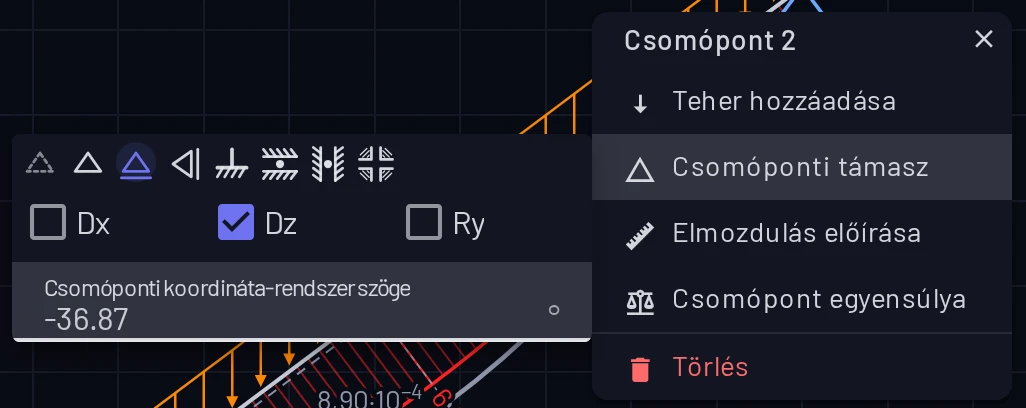 Csomópont 2
Teher hozzáadása
Csomóponti támasz
Elmozdulás előírása
Csomópont egyensúlya
Törlés
Dx
Dz
Ry
Csomóponti koordináta-rendszer szöge
-36.87
°
8,90:10⁻⁴